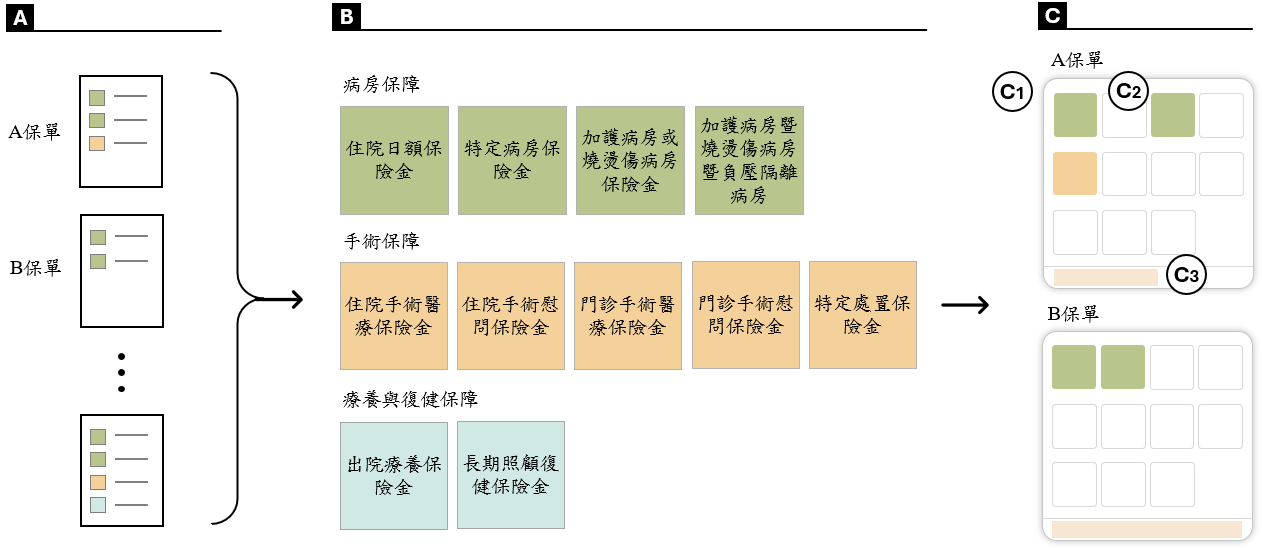 A
A保單
B保單
B
病房保障
住院日額保
險金
特定病房保
險金
加護病房或
燒燙傷病房
保險金
加護病房暨
燒燙傷病房
暨負壓隔離
病房
手術保障
住院手術醫
療保險金
住院手術慰
問保險金
門診手術醫
療保險金
門診手術慰
問保險金
特定處置保
險金
療養與復健保障
出院療養保
險金
長期照顧復
健保險金
C
A保單
C1
C2
C3
B保單